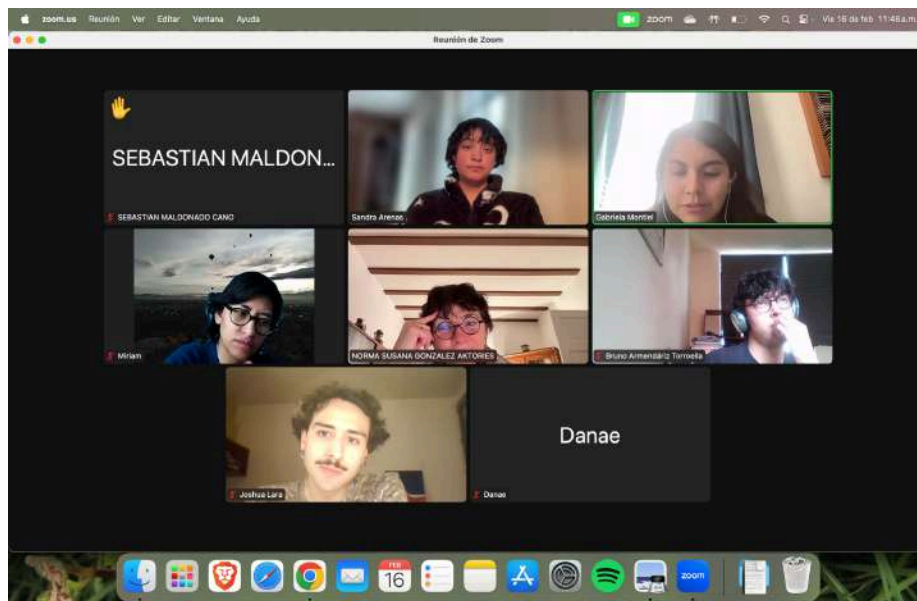 zoom.us Reunión Ver Editar Ventana Ayuda zoom Vie 16 de feb 11:46 a.m.
Reunión de Zoom
SEBASTIAN MALDON...
SEBASTIAN MALDONADO CANO
Sandra Arenas
Gabriela Montiel
Miriam
NORMA SUSANA GONZALEZ AKTORIES
Bruno Armendáriz Torroella
Joshua Lara
Danae
Danae
FEB
16
zoom